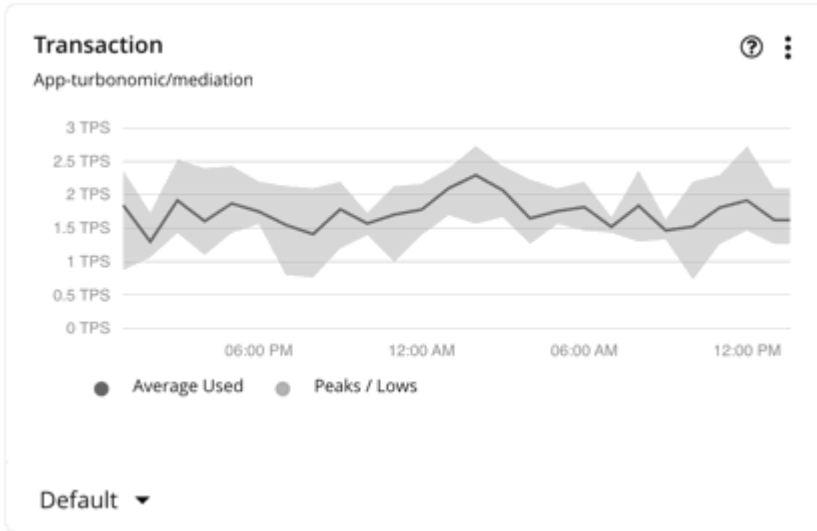 Transaction
App-turbonomic/mediation
3 TPS
2.5 TPS
2 TPS
1.5 TPS
1 TPS
0.5 TPS
0 TPS
06:00 PM 12:00 AM 06:00 AM 12:00 PM
Average Used Peaks / Lows
Default